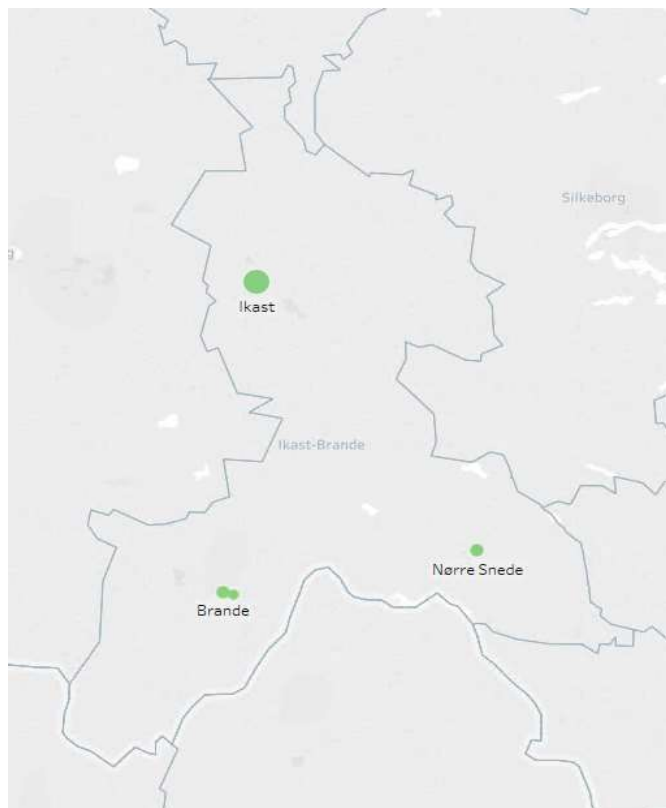 Silkeborg
g
Ikast
Ikast-Brande
Nørre Snede
Brande